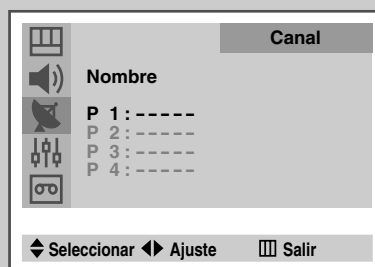 Canal
Nombre
P 1 : - - - - -
P 2 : - - - - -
P 3 : - - - - -
P 4 : - - - - -
Seleccionar Ajuste Salir